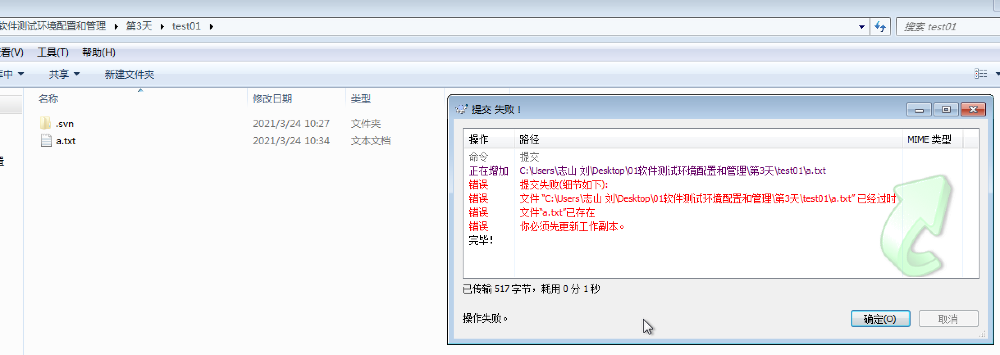 软件测试环境配置和管理 第3天 test01
搜索 test01
查看(V) 工具(T) 帮助(H)
库中 共享 新建文件夹
名称 修改日期 类型
.svn 2021/3/24 10:27 文件夹
a.txt 2021/3/24 10:34 文本文档
置
提交 失败！
操作 路径 MIME 类型
命令 提交
正在增加 C:\Users\志山 刘\Desktop\01软件测试环境配置和管理\第3天\test01\a.txt
错误 提交失败(细节如下):
错误 文件 “C:\Users\志山 刘\Desktop\01软件测试环境配置和管理\第3天\test01\a.txt” 已经过时
错误 文件“a.txt”已存在
错误 你必须先更新工作副本。
完毕!
已传输 517 字节，耗用 0 分 1 秒
操作失败。
确定(O) 取消